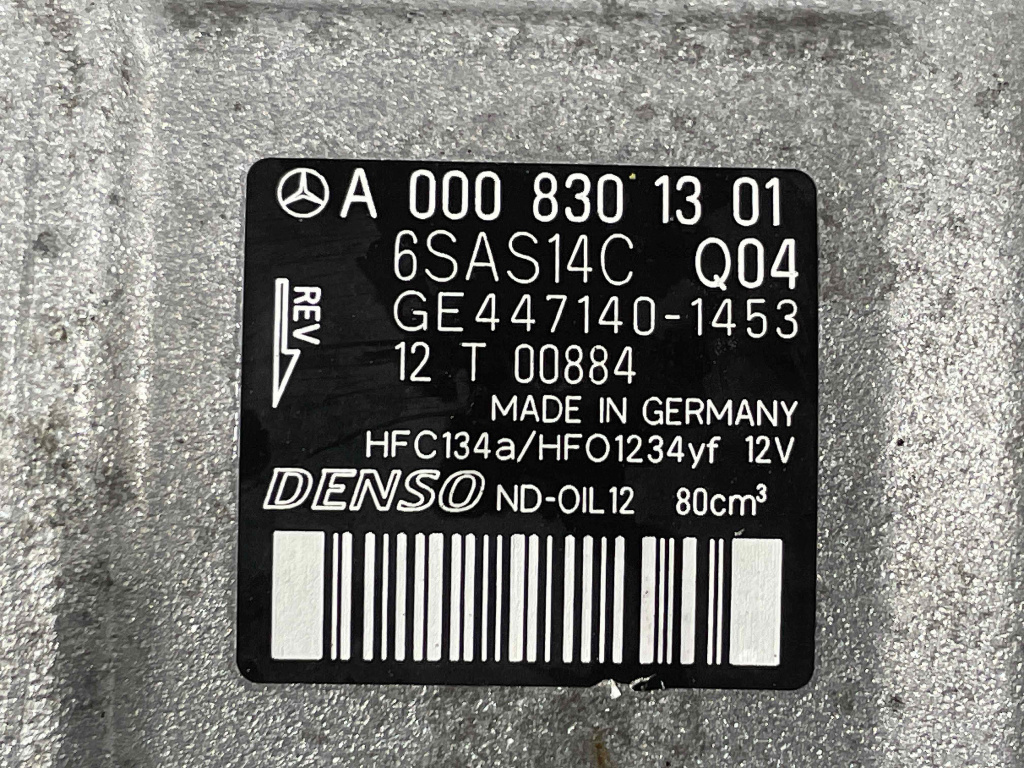 A 000 830 13 01
6SAS14C Q04
REV
GE447140-1453
12 T 00884
MADE IN GERMANY
HFC134a/HFO1234yf 12V
DENSO ND-OIL12 80cm³